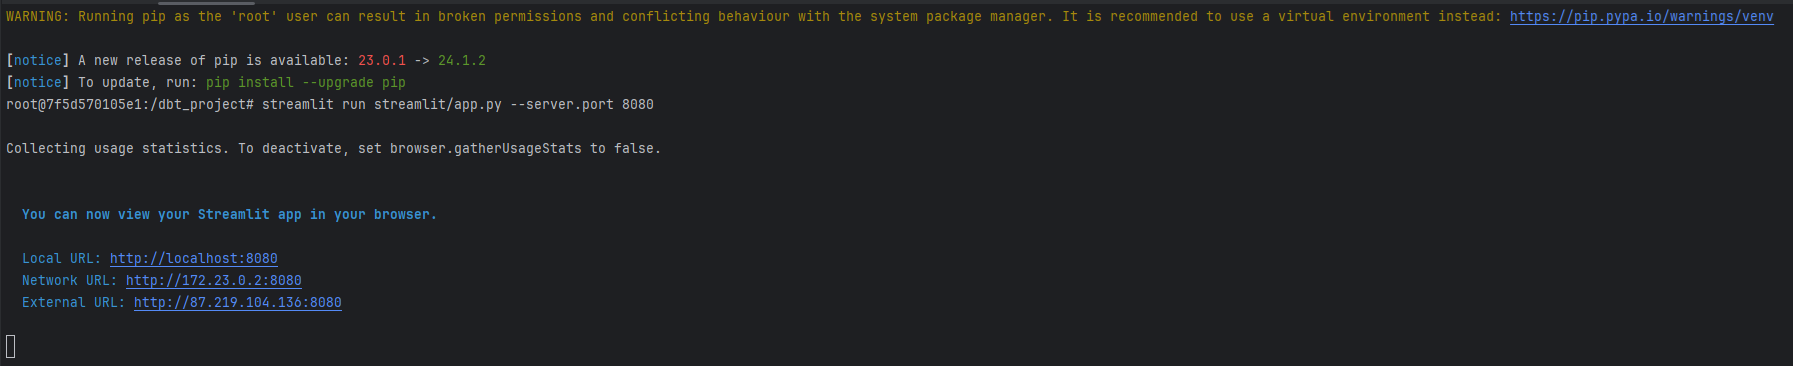 WARNING: Running pip as the 'root' user can result in broken permissions and conflicting behaviour with the system package manager. It is recommended to use a virtual environment instead: https://pip.pypa.io/warnings/venv
[notice] A new release of pip is available: 23.0.1 -> 24.1.2
[notice] To update, run: pip install --upgrade pip
root@7f5d570105e1:/dbt_project# streamlit run streamlit/app.py --server.port 8080
Collecting usage statistics. To deactivate, set browser.gatherUsageStats to false.
You can now view your Streamlit app in your browser.
Local URL: http://localhost:8080
Network URL: http://172.23.0.2:8080
External URL: http://87.219.104.136:8080